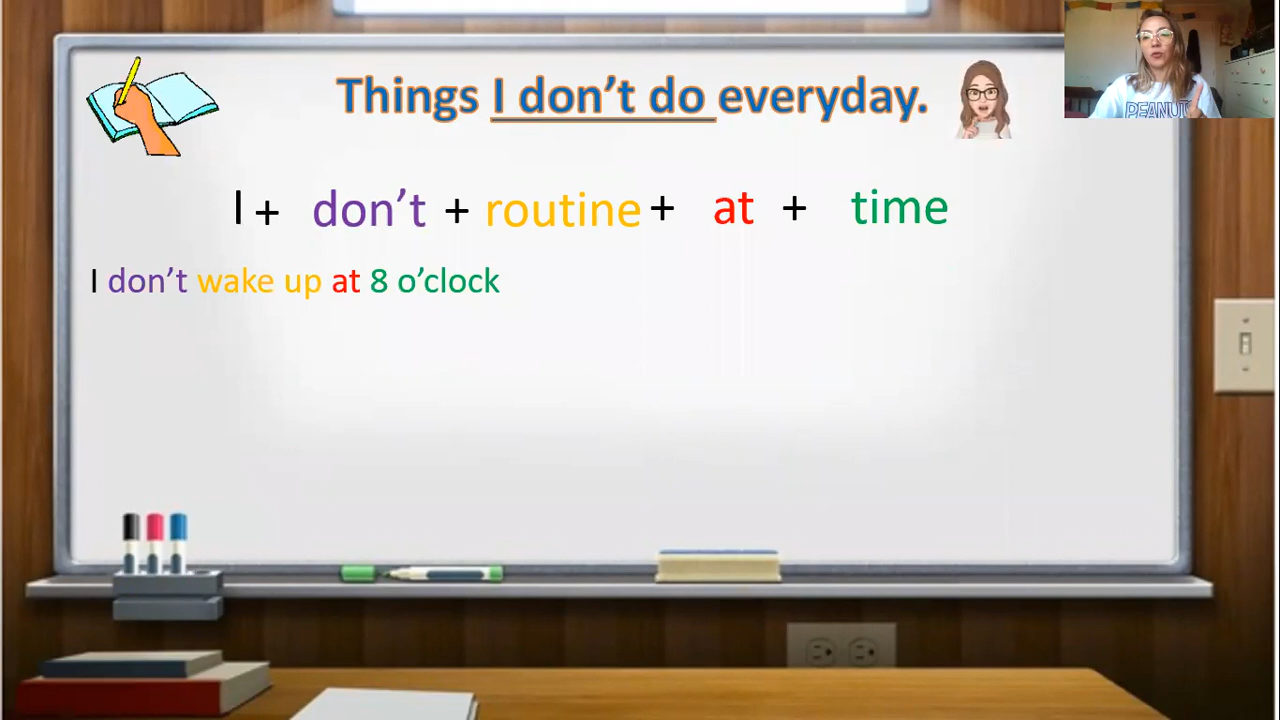 Things I don't do everyday.
I + don't + routine + at + time
I don't wake up at 8 o'clock
PEANUTS